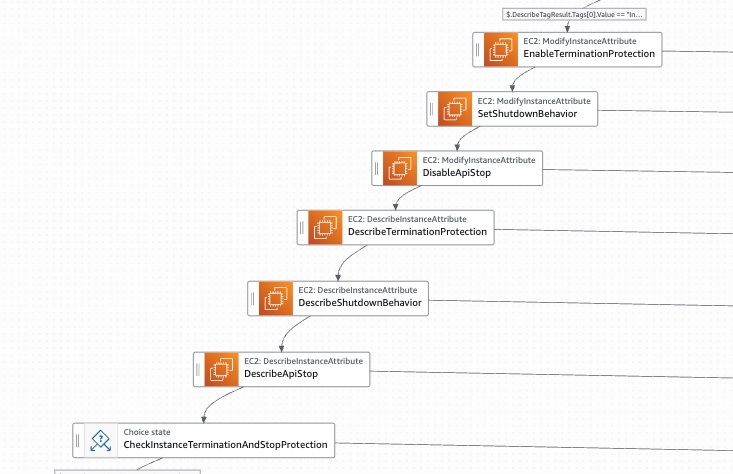 $.DescribeTagResult.Tags[0].Value == "In...
EC2: ModifyInstanceAttribute
EnableTerminationProtection
EC2: ModifyInstanceAttribute
SetShutdownBehavior
EC2: ModifyInstanceAttribute
DisableApiStop
EC2: DescribeInstanceAttribute
DescribeTerminationProtection
EC2: DescribeInstanceAttribute
DescribeShutdownBehavior
EC2: DescribeInstanceAttribute
DescribeApiStop
Choice state
CheckInstanceTerminationAndStopProtection